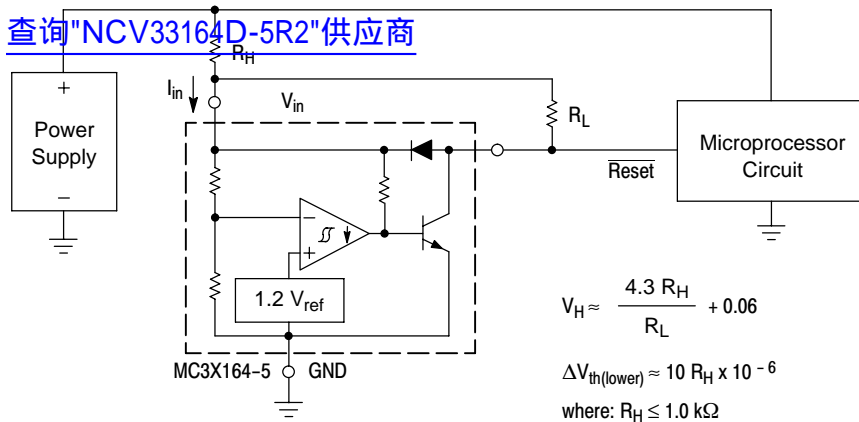 查询"NCV33164D-5R2"供应商
R_H
I_in
V_in
+
Power
Supply
−
R_L
Reset
Microprocessor
Circuit
−
+
1.2 V_ref
MC3X164−5
GND
V_H ≈ 4.3 R_H / R_L + 0.06
ΔV_th(lower) ≈ 10 R_H x 10^−6
where: R_H ≤ 1.0 kΩ